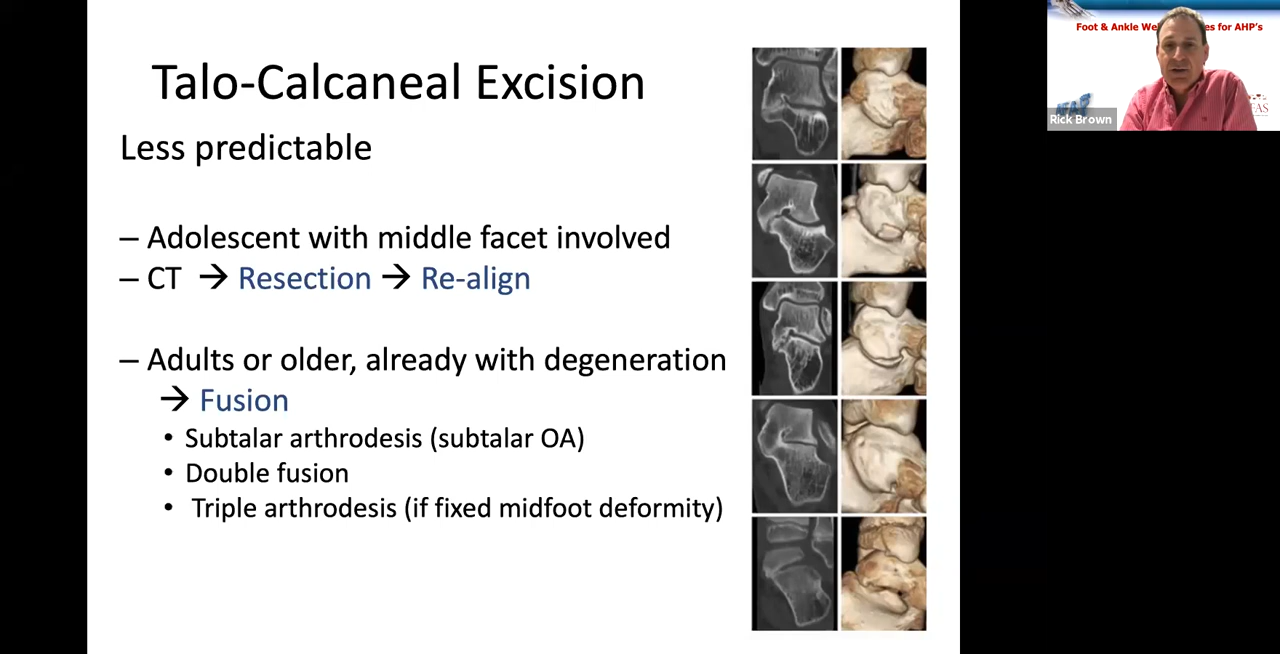 Talo-Calcaneal Excision
Less predictable
– Adolescent with middle facet involved
– CT → Resection → Re-align
– Adults or older, already with degeneration
→ Fusion
• Subtalar arthrodesis (subtalar OA)
• Double fusion
• Triple arthrodesis (if fixed midfoot deformity)
Foot & Ankle We es for AHP's
Rick Brown